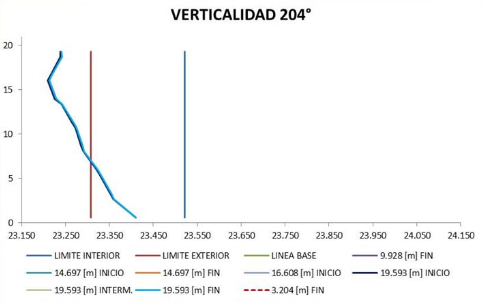 VERTICALIDAD 204°
20
15
10
5
0
23.150 23.250 23.350 23.450 23.550 23.650 23.750 23.850 23.950 24.050 24.150
LIMITE INTERIOR LIMITE EXTERIOR LINEA BASE 9.928 [m] FIN
14.697 [m] INICIO 14.697 [m] FIN 16.608 [m] INICIO 19.593 [m] INICIO
19.593 [m] INTERM. 19.593 [m] FIN 3.204 [m] FIN